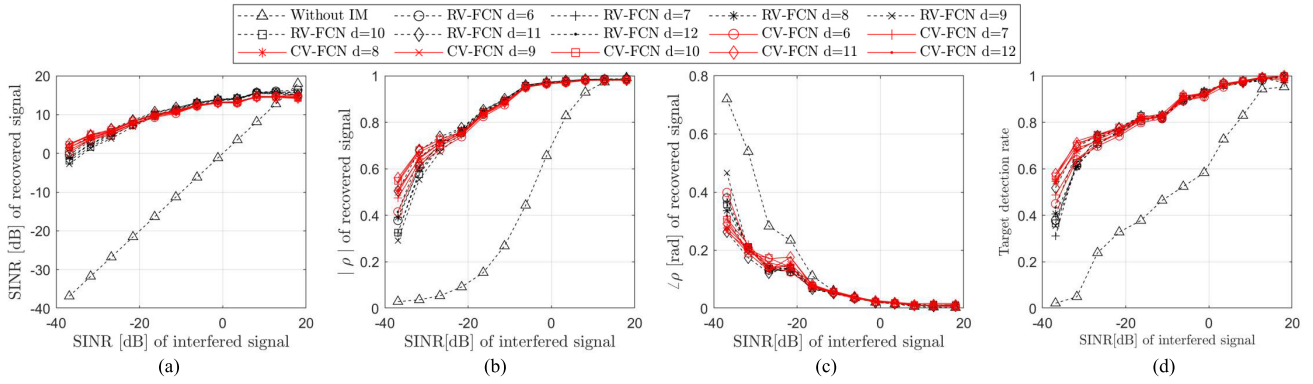 Without IM RV-FCN d=6 RV-FCN d=7 RV-FCN d=8 RV-FCN d=9
RV-FCN d=10 RV-FCN d=11 RV-FCN d=12 CV-FCN d=6 CV-FCN d=7
CV-FCN d=8 CV-FCN d=9 CV-FCN d=10 CV-FCN d=11 CV-FCN d=12
SINR [dB] of recovered signal
20
10
0
-10
-20
-30
-40
-40 -20 0 20
SINR [dB] of interfered signal
(a)
| ρ | of recovered signal
1
0.8
0.6
0.4
0.2
0
-40 -20 0 20
SINR[dB] of interfered signal
(b)
∠ρ [rad] of recovered signal
0.8
0.6
0.4
0.2
0
-40 -20 0 20
SINR[dB] of interfered signal
(c)
Target detection rate
1
0.8
0.6
0.4
0.2
0
-40 -20 0 20
SINR[dB] of interfered signal
(d)